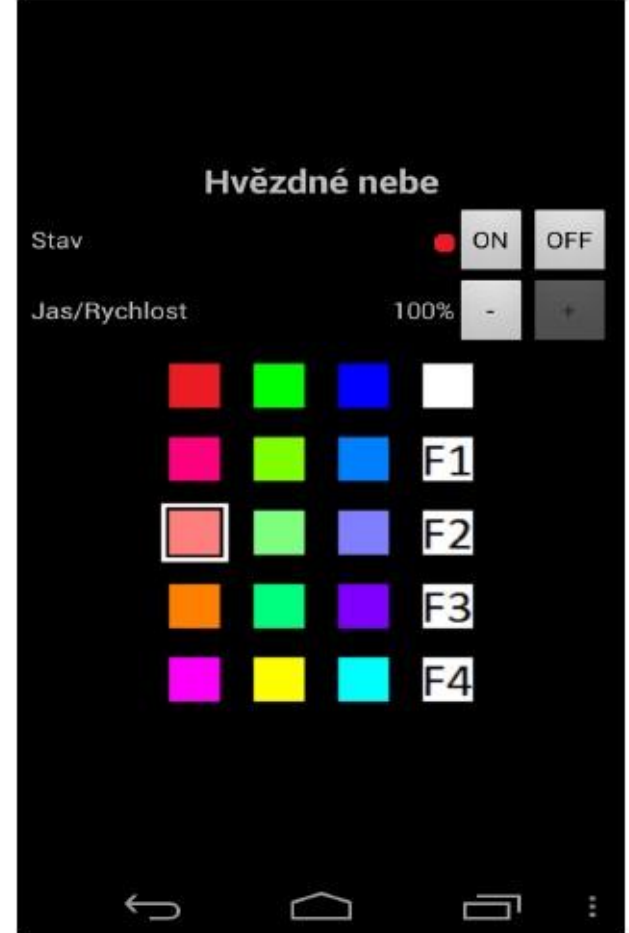 Hvězdné nebe
Stav ON OFF
Jas/Rychlost 100% - +
F1
F2
F3
F4